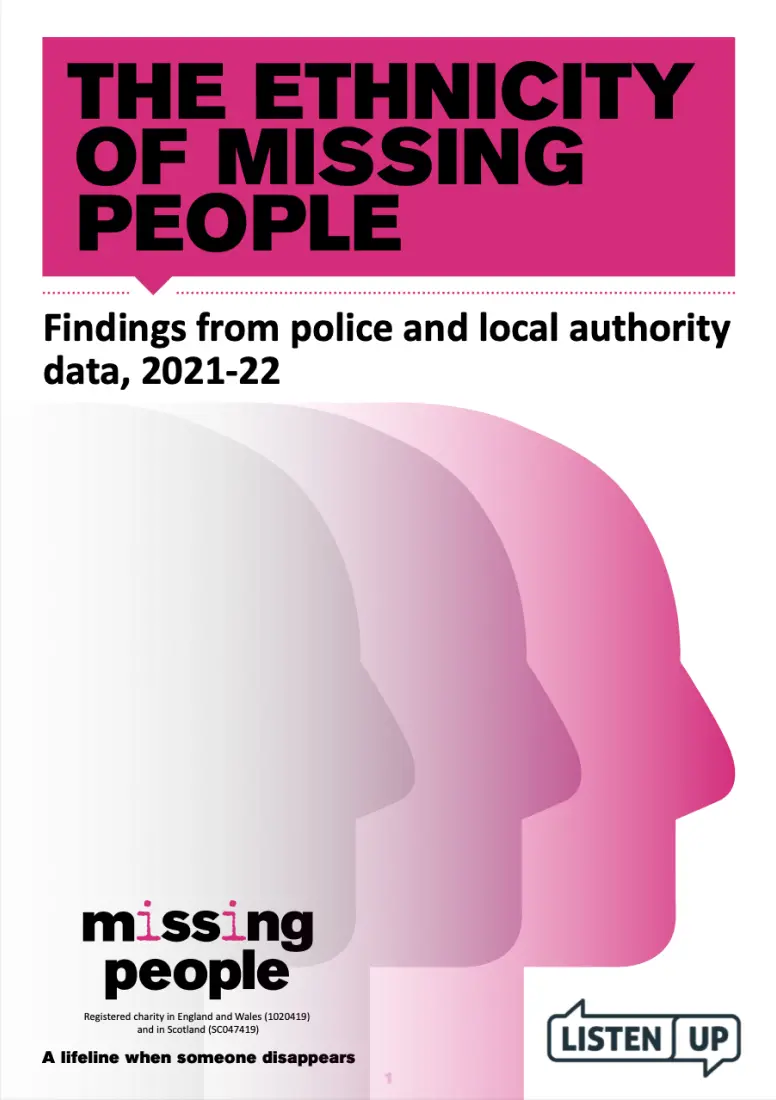 THE ETHNICITY
OF MISSING
PEOPLE
Findings from police and local authority
data, 2021-22
missing
people
Registered charity in England and Wales (1020419)
and in Scotland (SC047419)
A lifeline when someone disappears
LISTEN UP
1